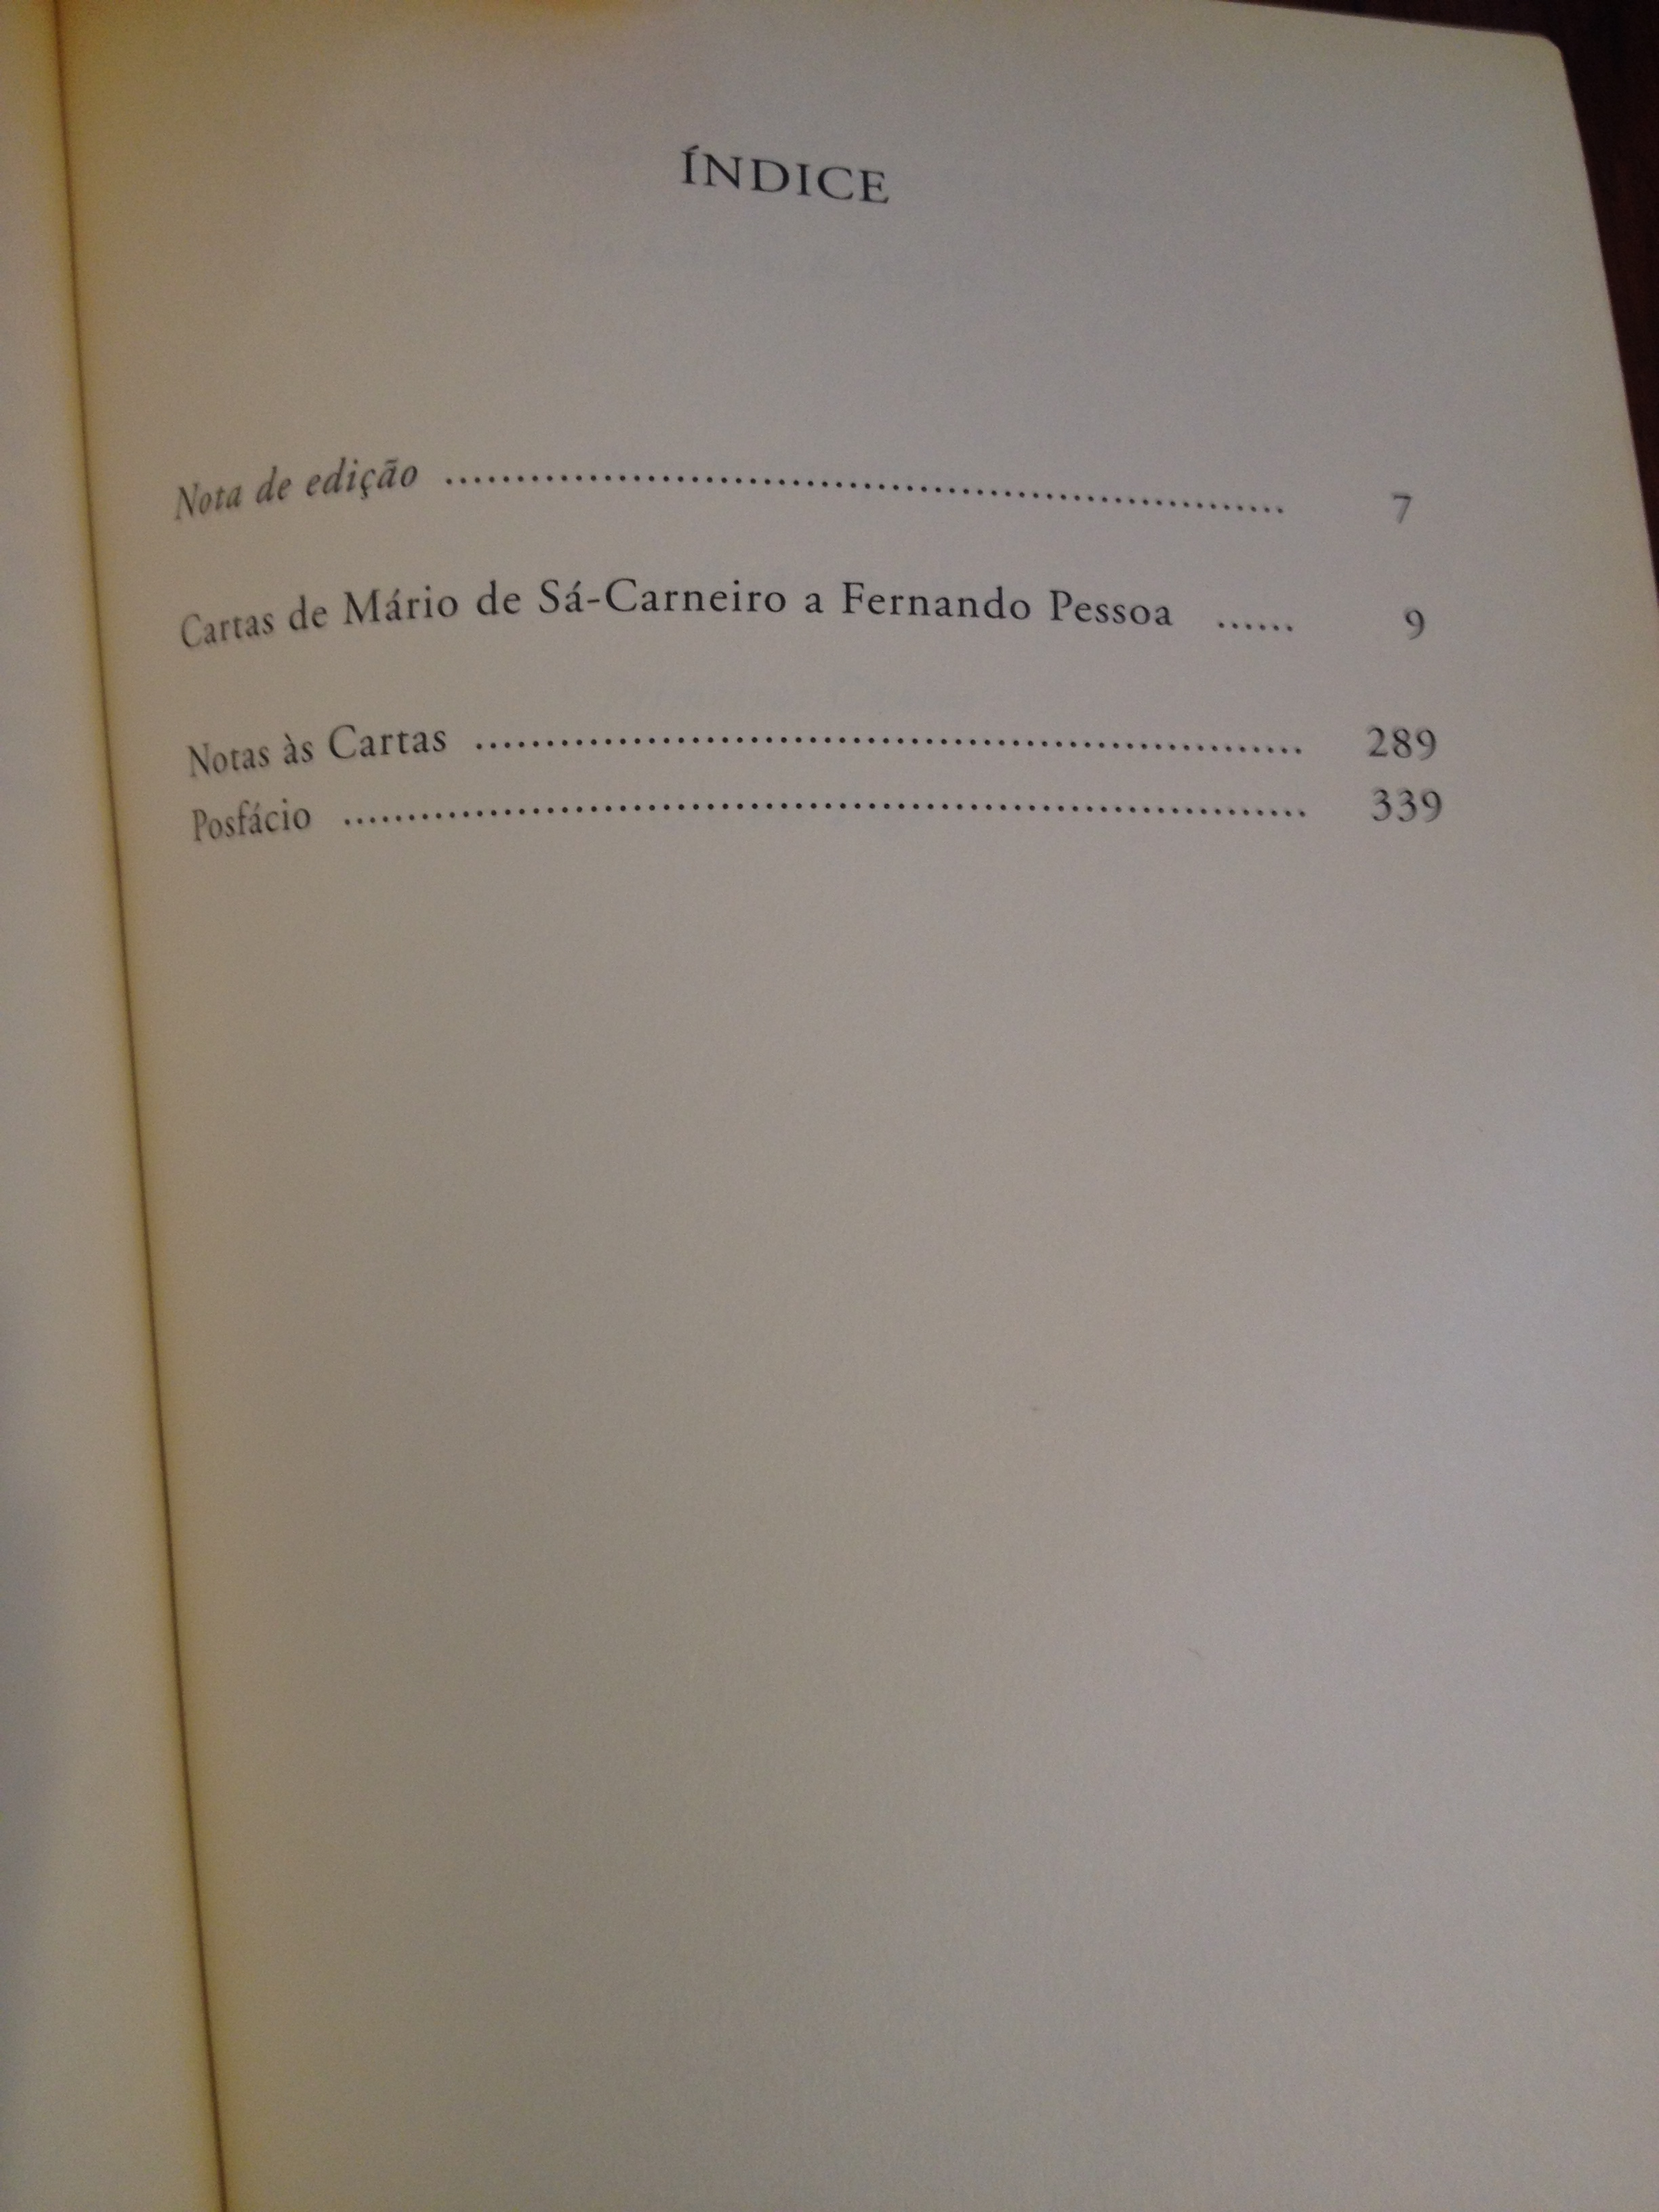 ÍNDICE
Nota de edição ........................................................... 7
Cartas de Mário de Sá-Carneiro a Fernando Pessoa ...... 9
Notas às Cartas .......................................................... 289
Posfácio .................................................................... 339